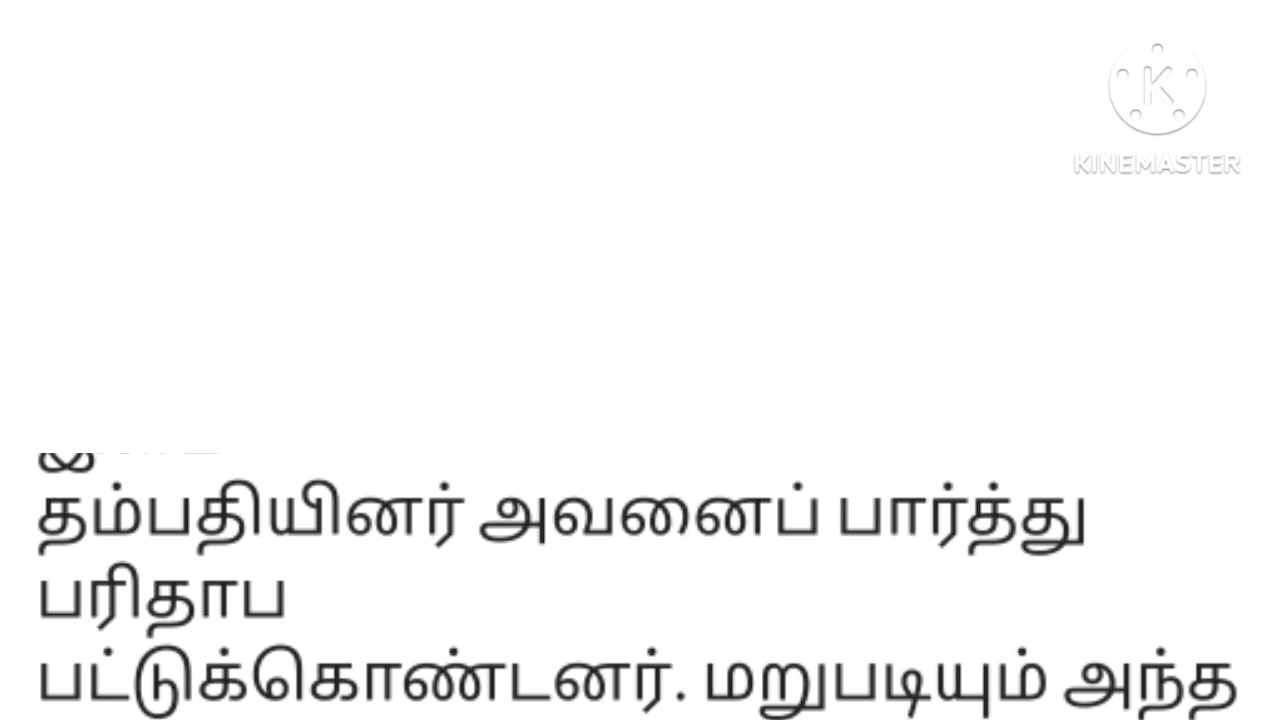 KINEMASTER
தம்பதியினர் அவனைப் பார்த்து
பரிதாப
பட்டுக்கொண்டனர். மறுபடியும் அந்த